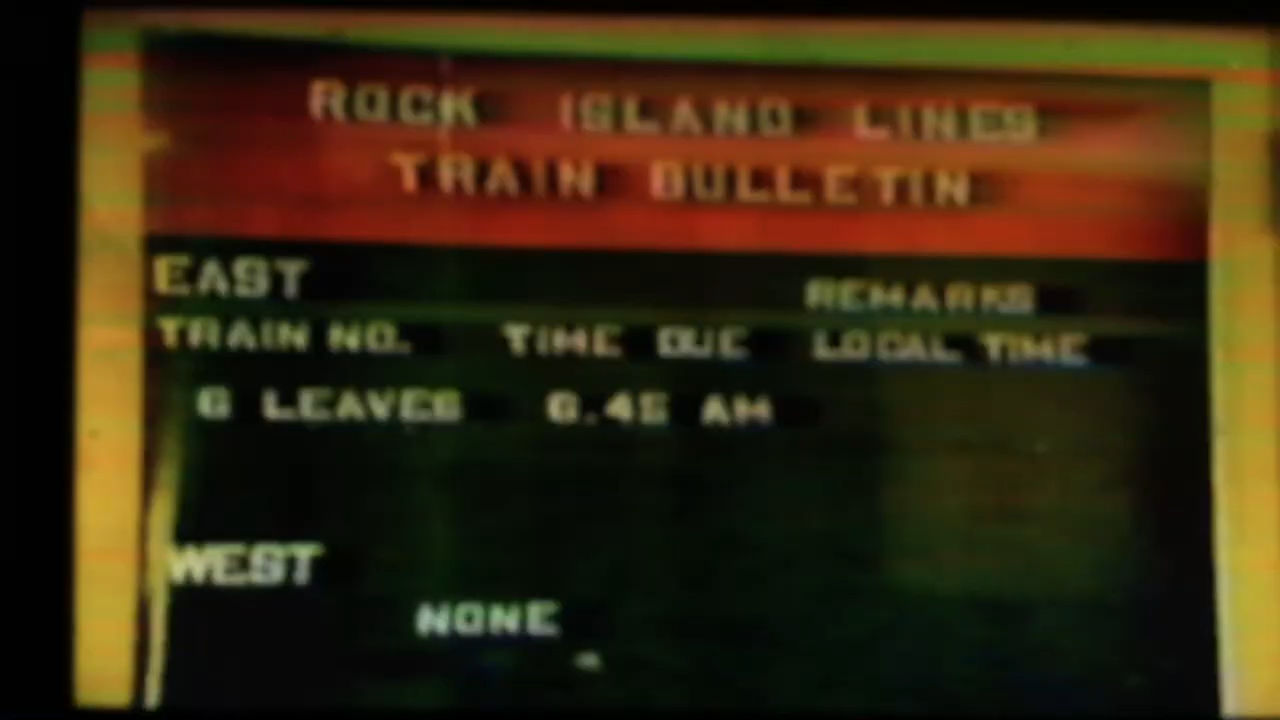 ROCK ISLAND LINES
TRAIN BULLETIN
EAST REMARKS
TRAIN NO. TIME DUE LOCAL TIME
6 LEAVES 6.45 AM
WEST
NONE